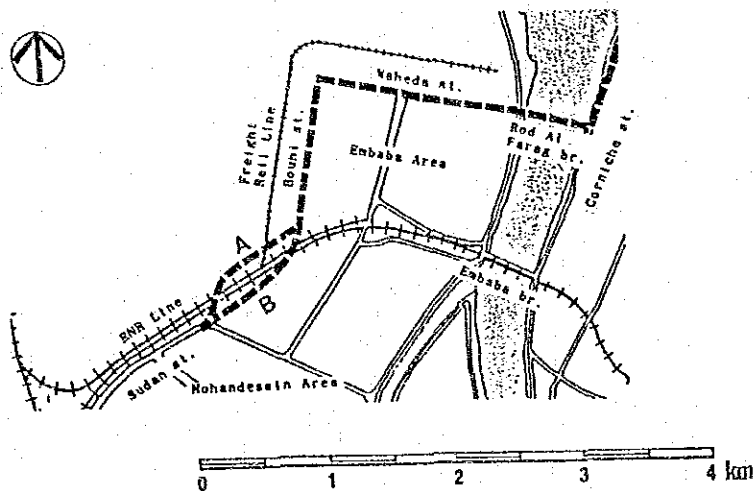 Waheda st.
Rod Al
Farag br.
Corniche st.
Freight
Rail Line
Bouhi st.
Embaba Area
A
B
Embaba br.
ENR Line
Sudan st.
Mohandessin Area
0 1 2 3 4 km